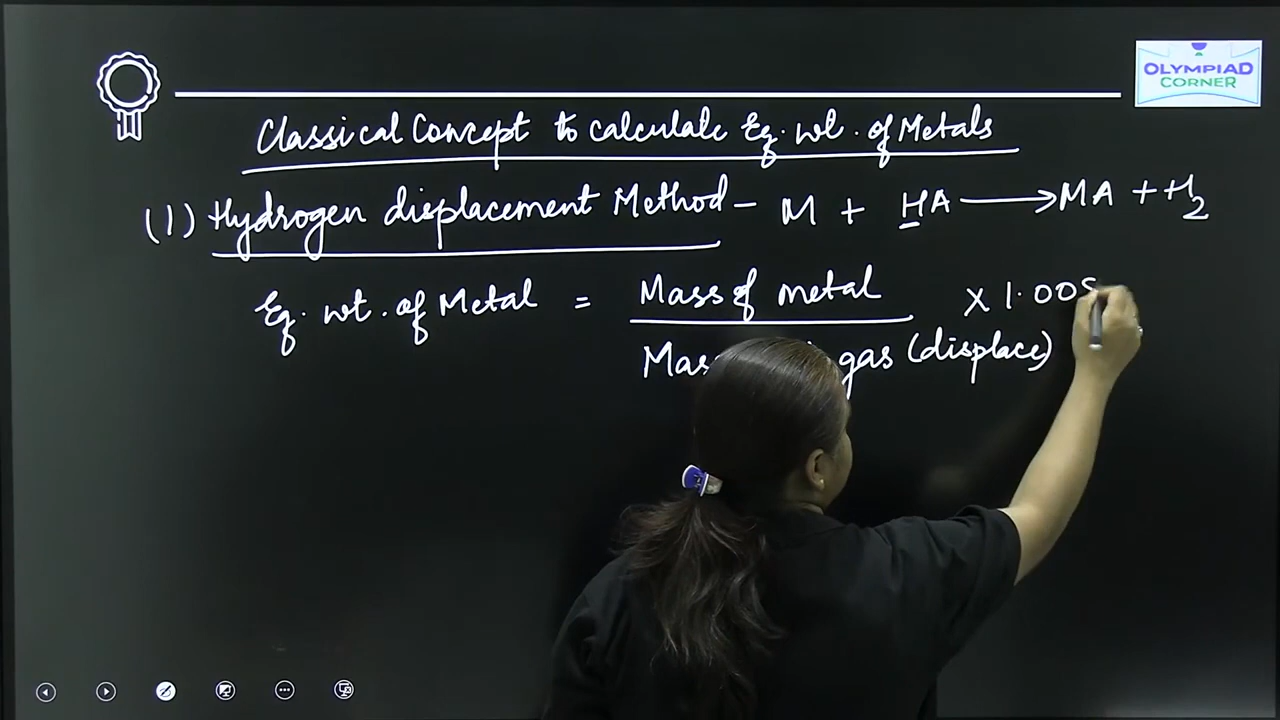 OLYMPIAD
CORNER
Classical Concept to calculate Eq. wt. of Metals
(1) Hydrogen displacement Method – M + HA ⟶ MA + H₂
Eq. wt. of Metal = Mass of metal × 1.008
gas (displace)